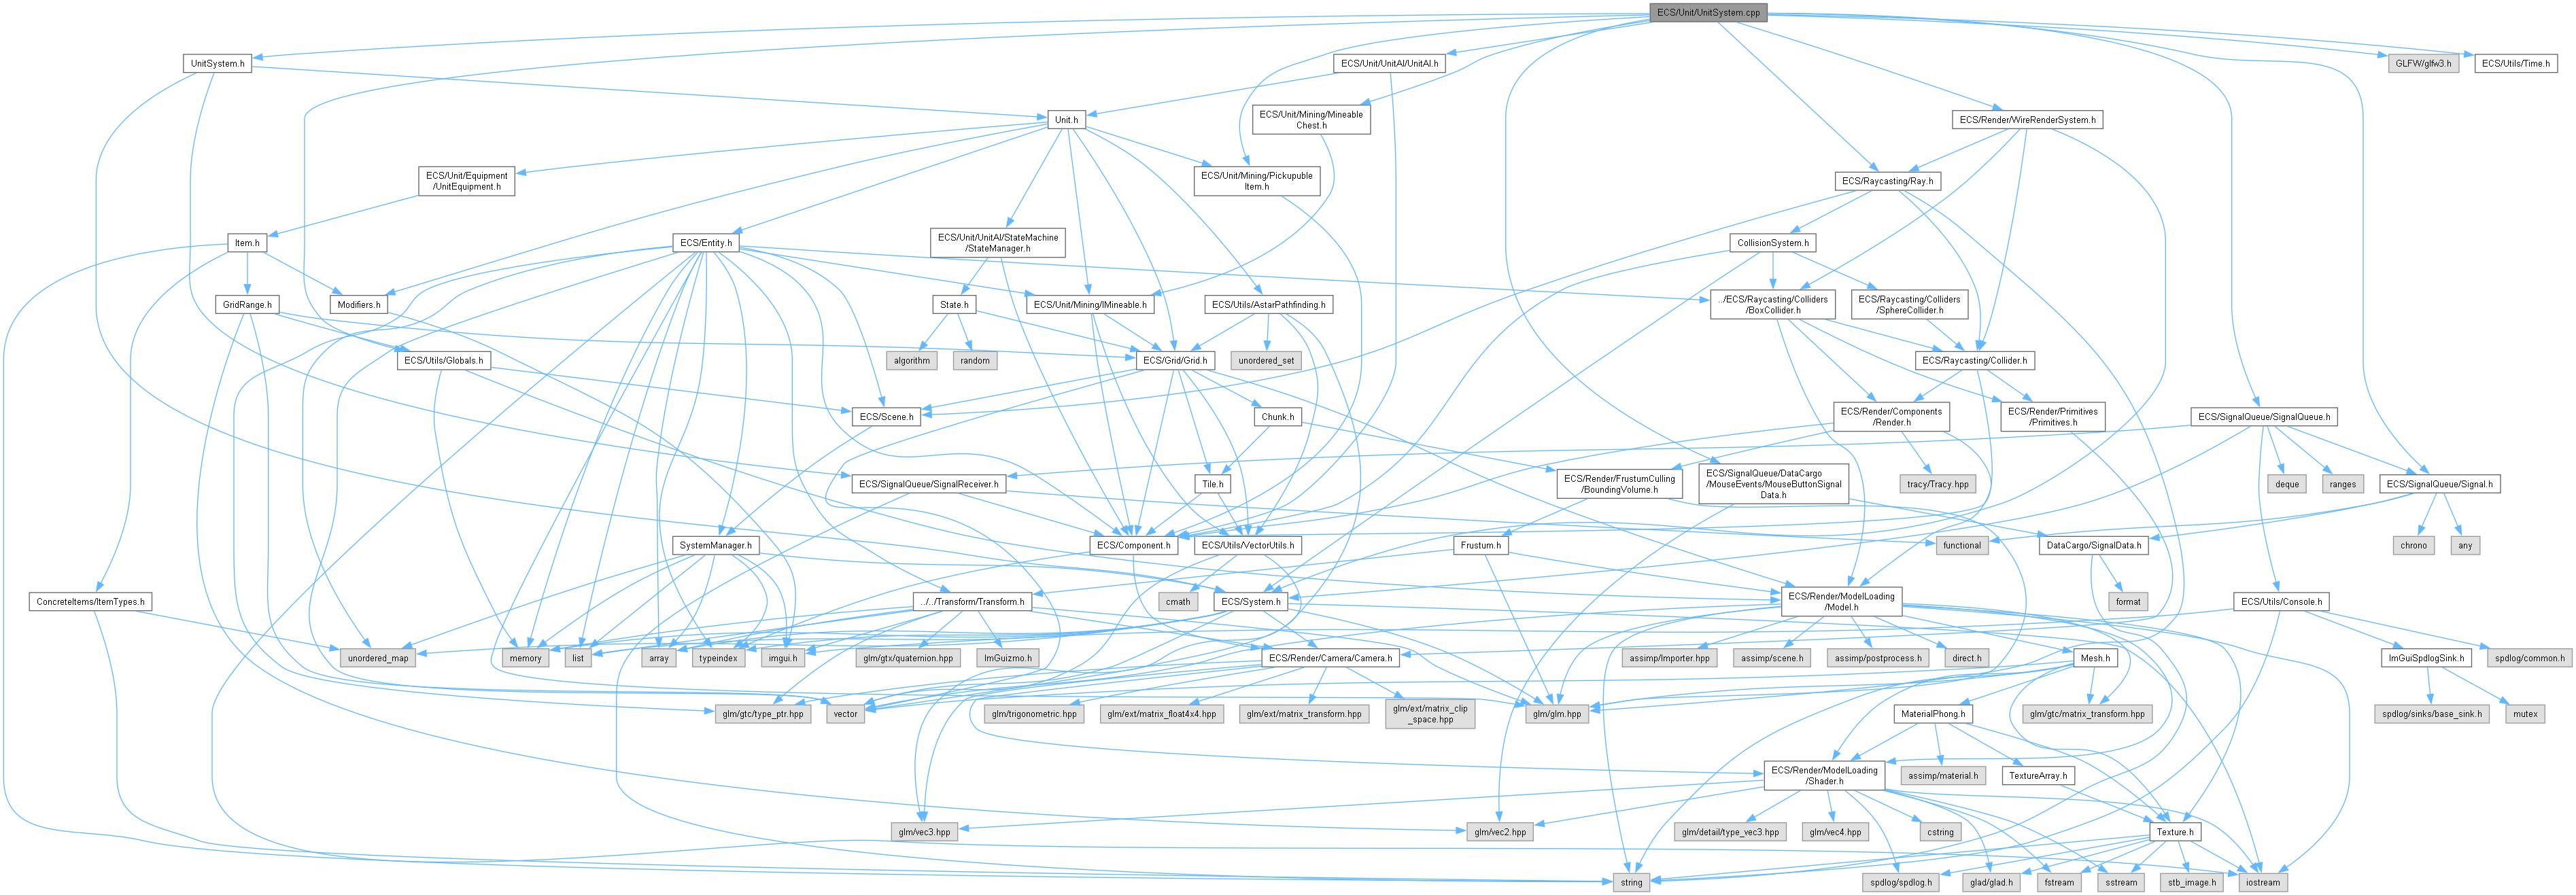 ECS/Unit/UnitSystem.cpp
UnitSystem.h
ECS/Unit/UnitAI/UnitAI.h
GLFW/glfw3.h
ECS/Utils/Time.h
Unit.h
ECS/Unit/Mining/Mineable
Chest.h
ECS/Render/WireRenderSystem.h
ECS/Unit/Equipment
/UnitEquipment.h
ECS/Unit/Mining/Pickupuble
Item.h
ECS/Raycasting/Ray.h
Item.h
ECS/Entity.h
ECS/Unit/UnitAI/StateMachine
/StateManager.h
CollisionSystem.h
GridRange.h
Modifiers.h
State.h
ECS/Unit/Mining/IMineable.h
ECS/Utils/AstarPathfinding.h
../ECS/Raycasting/Colliders
/BoxCollider.h
ECS/Raycasting/Colliders
/SphereCollider.h
ECS/Utils/Globals.h
algorithm
random
ECS/Grid/Grid.h
unordered_set
ECS/Raycasting/Collider.h
ECS/Scene.h
Chunk.h
ECS/Render/Components
/Render.h
ECS/Render/Primitives
/Primitives.h
ECS/SignalQueue/SignalQueue.h
ECS/SignalQueue/SignalReceiver.h
Tile.h
ECS/Render/FrustumCulling
/BoundingVolume.h
ECS/SignalQueue/DataCargo
/MouseEvents/MouseButtonSignal
Data.h
tracy/Tracy.hpp
deque
ranges
ECS/SignalQueue/Signal.h
SystemManager.h
ECS/Component.h
ECS/Utils/VectorUtils.h
Frustum.h
functional
DataCargo/SignalData.h
chrono
any
ConcreteItems/ItemTypes.h
../../Transform/Transform.h
cmath
ECS/System.h
ECS/Render/ModelLoading
/Model.h
format
ECS/Utils/Console.h
unordered_map
memory
list
array
typeindex
imgui.h
glm/gtx/quaternion.hpp
ImGuizmo.h
ECS/Render/Camera/Camera.h
assimp/Importer.hpp
assimp/scene.h
assimp/postprocess.h
direct.h
Mesh.h
ImGuiSpdlogSink.h
spdlog/common.h
glm/gtc/type_ptr.hpp
vector
glm/trigonometric.hpp
glm/ext/matrix_float4x4.hpp
glm/ext/matrix_transform.hpp
glm/ext/matrix_clip
_space.hpp
glm/glm.hpp
MaterialPhong.h
glm/gtc/matrix_transform.hpp
spdlog/sinks/base_sink.h
mutex
ECS/Render/ModelLoading
/Shader.h
assimp/material.h
TextureArray.h
glm/vec3.hpp
glm/vec2.hpp
glm/detail/type_vec3.hpp
glm/vec4.hpp
cstring
Texture.h
string
spdlog/spdlog.h
glad/glad.h
fstream
sstream
stb_image.h
iostream